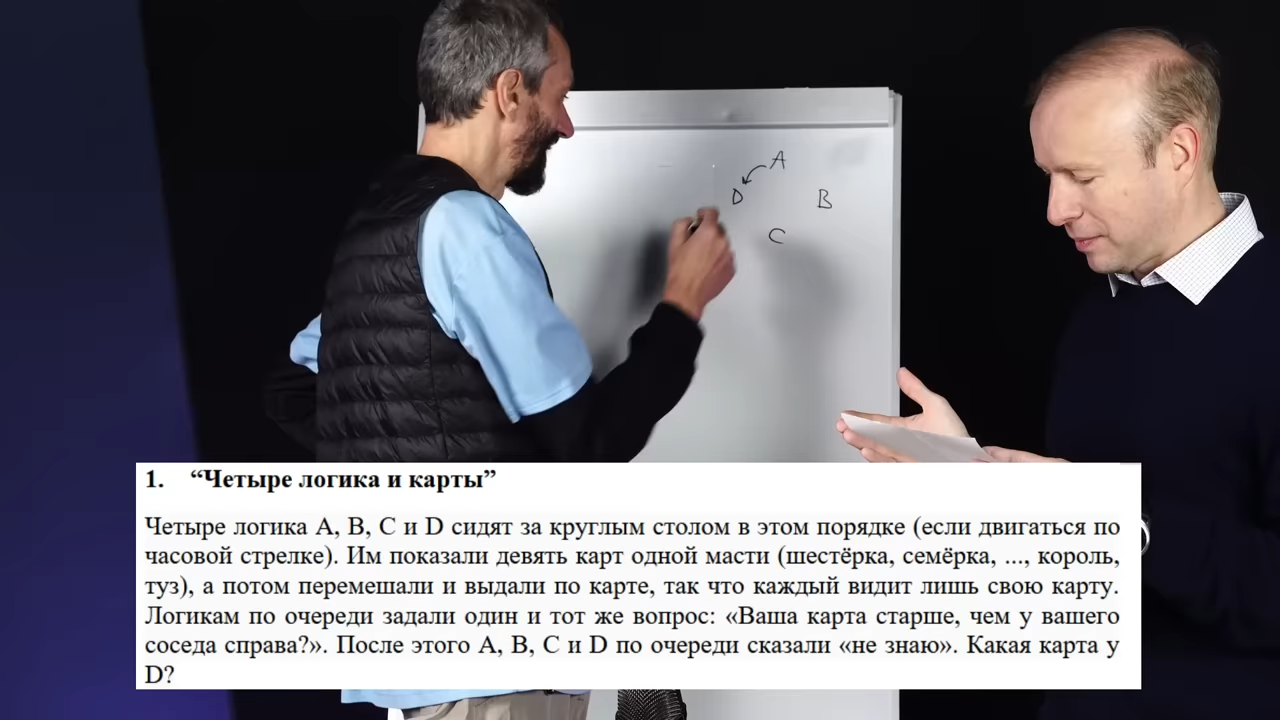 A
D B
C
1. “Четыре логика и карты”
Четыре логика A, B, C и D сидят за круглым столом в этом порядке (если двигаться по
часовой стрелке). Им показали девять карт одной масти (шестёрка, семёрка, ..., король,
туз), а потом перемешали и выдали по карте, так что каждый видит лишь свою карту.
Логикам по очереди задали один и тот же вопрос: «Ваша карта старше, чем у вашего
соседа справа?». После этого A, B, C и D по очереди сказали «не знаю». Какая карта у
D?